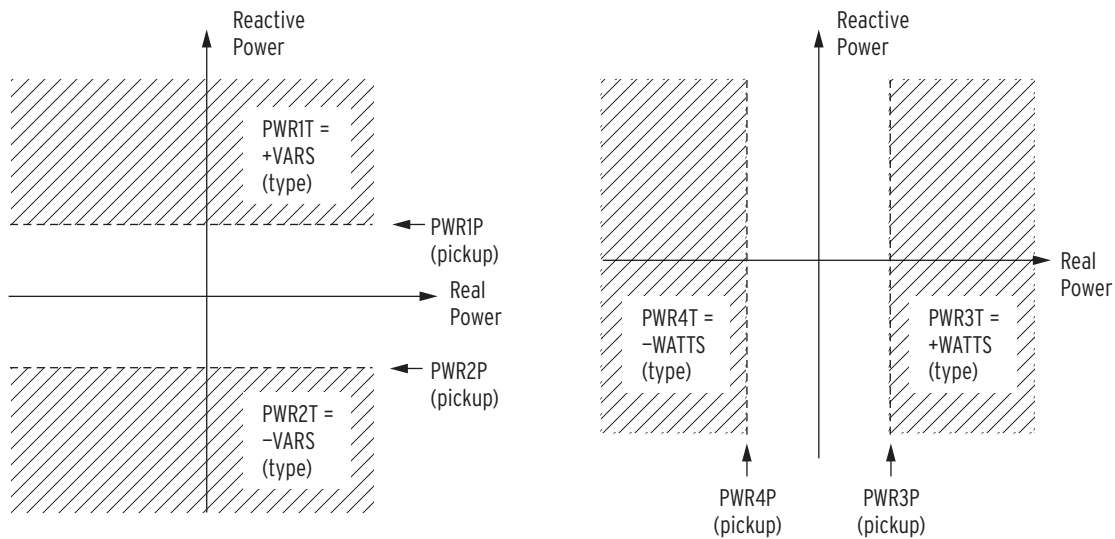 Reactive
Power
PWR1T =
+VARS
(type)
PWR1P
(pickup)
Real
Power
PWR2P
(pickup)
PWR2T =
−VARS
(type)
Reactive
Power
Real
Power
PWR4T =
−WATTS
(type)
PWR3T =
+WATTS
(type)
PWR4P
(pickup)
PWR3P
(pickup)